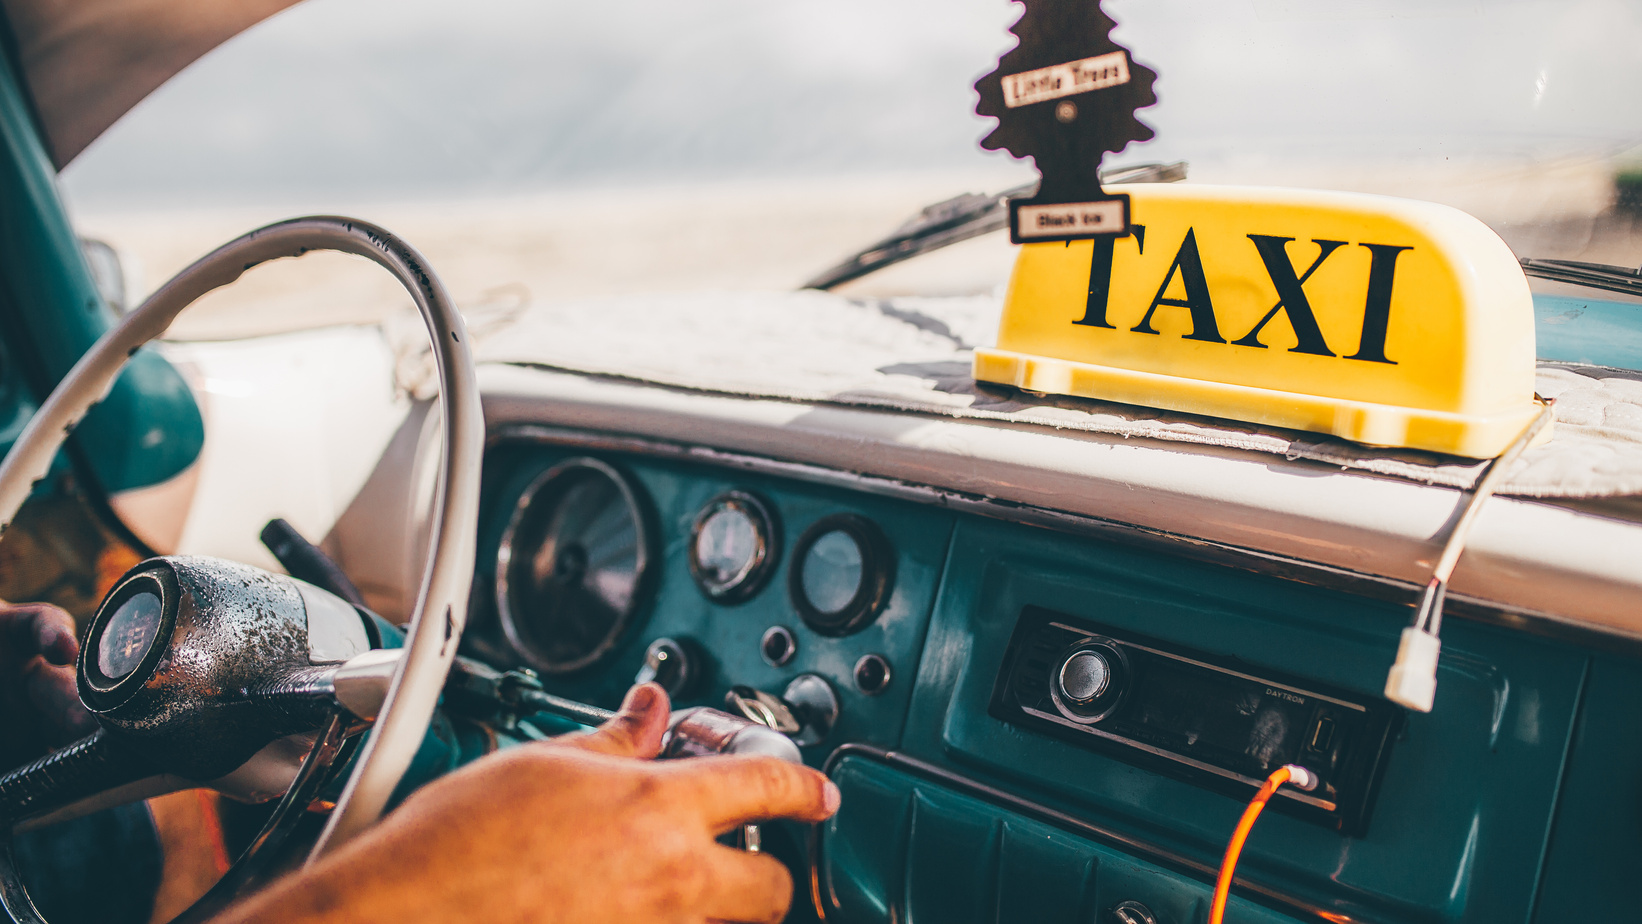 Little Trees
Black Ice
TAXI
DAYTRON